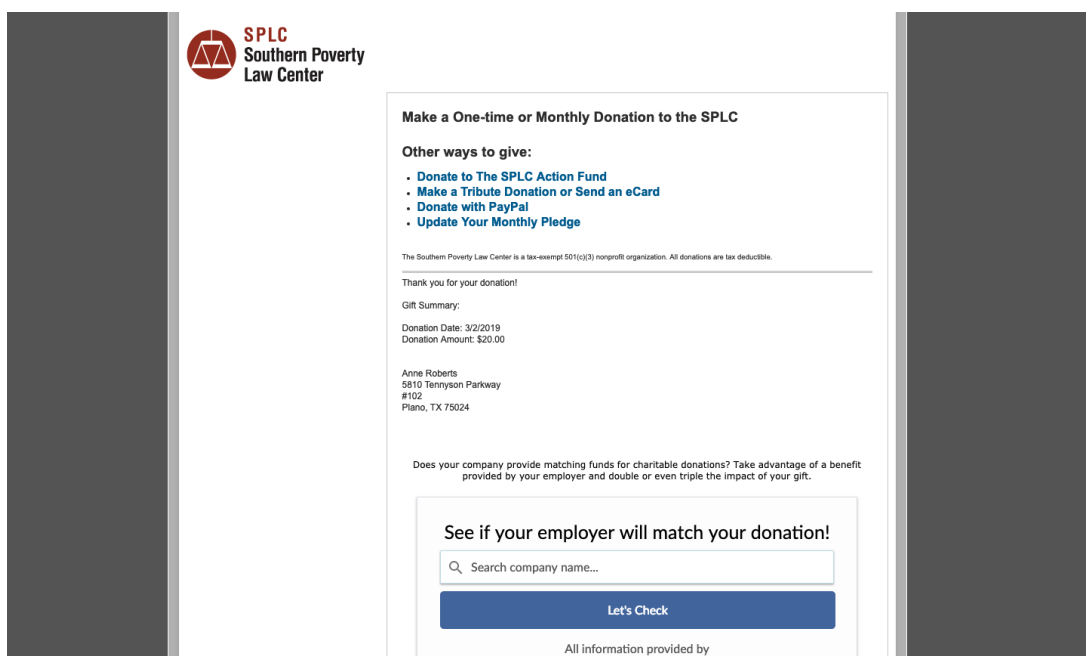 SPLC
Southern Poverty
Law Center
Make a One-time or Monthly Donation to the SPLC
Other ways to give:
• Donate to The SPLC Action Fund
• Make a Tribute Donation or Send an eCard
• Donate with PayPal
• Update Your Monthly Pledge
The Southern Poverty Law Center is a tax-exempt 501(c)(3) nonprofit organization. All donations are tax deductible.
Thank you for your donation!
Gift Summary:
Donation Date: 3/2/2019
Donation Amount: $20.00
Anne Roberts
5810 Tennyson Parkway
#102
Plano, TX 75024
Does your company provide matching funds for charitable donations? Take advantage of a benefit
provided by your employer and double or even triple the impact of your gift.
See if your employer will match your donation!
Search company name...
Let's Check
All information provided by